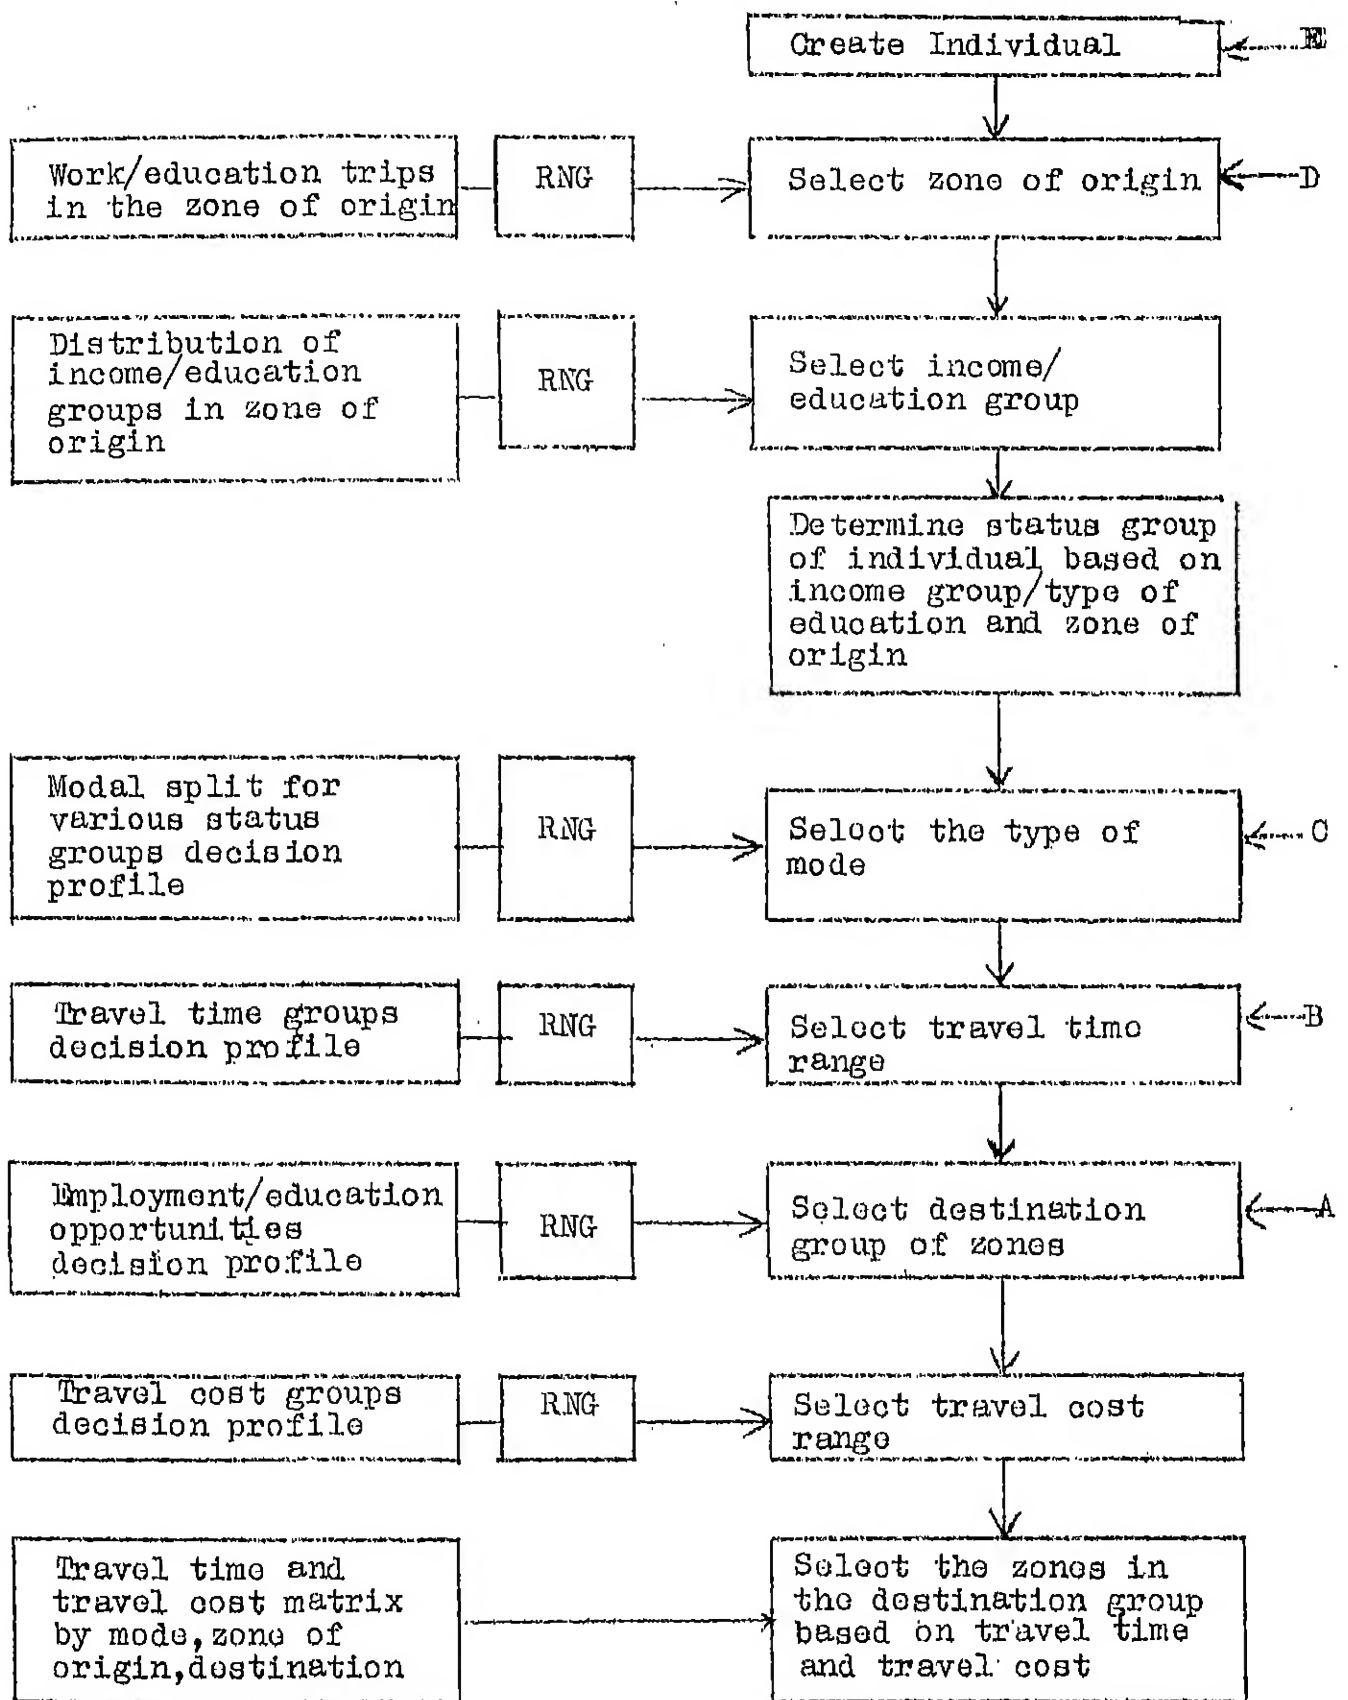 Create Individual
E
Work/education trips
in the zone of origin
RNG
Select zone of origin
D
Distribution of
income/education
groups in zone of
origin
RNG
Select income/
education group
Determine status group
of individual based on
income group/type of
education and zone of
origin
Modal split for
various status
groups decision
profile
RNG
Select the type of
mode
C
Travel time groups
decision profile
RNG
Select travel time
range
B
Employment/education
opportunities
decision profile
RNG
Select destination
group of zones
A
Travel cost groups
decision profile
RNG
Select travel cost
range
Travel time and
travel cost matrix
by mode, zone of
origin, destination
Select the zones in
the destination group
based on travel time
and travel cost